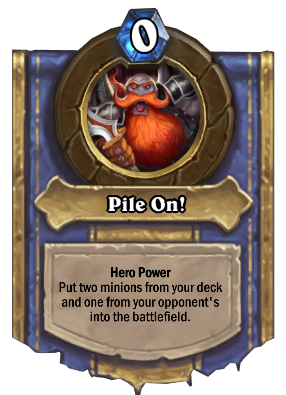 0
Pile On!
Hero Power
Put two minions from your deck
and one from your opponent's
into the battlefield.